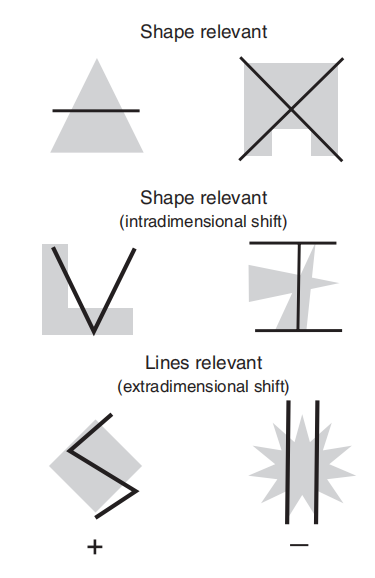 Shape relevant
Shape relevant
(intradimensional shift)
Lines relevant
(extradimensional shift)
+ −